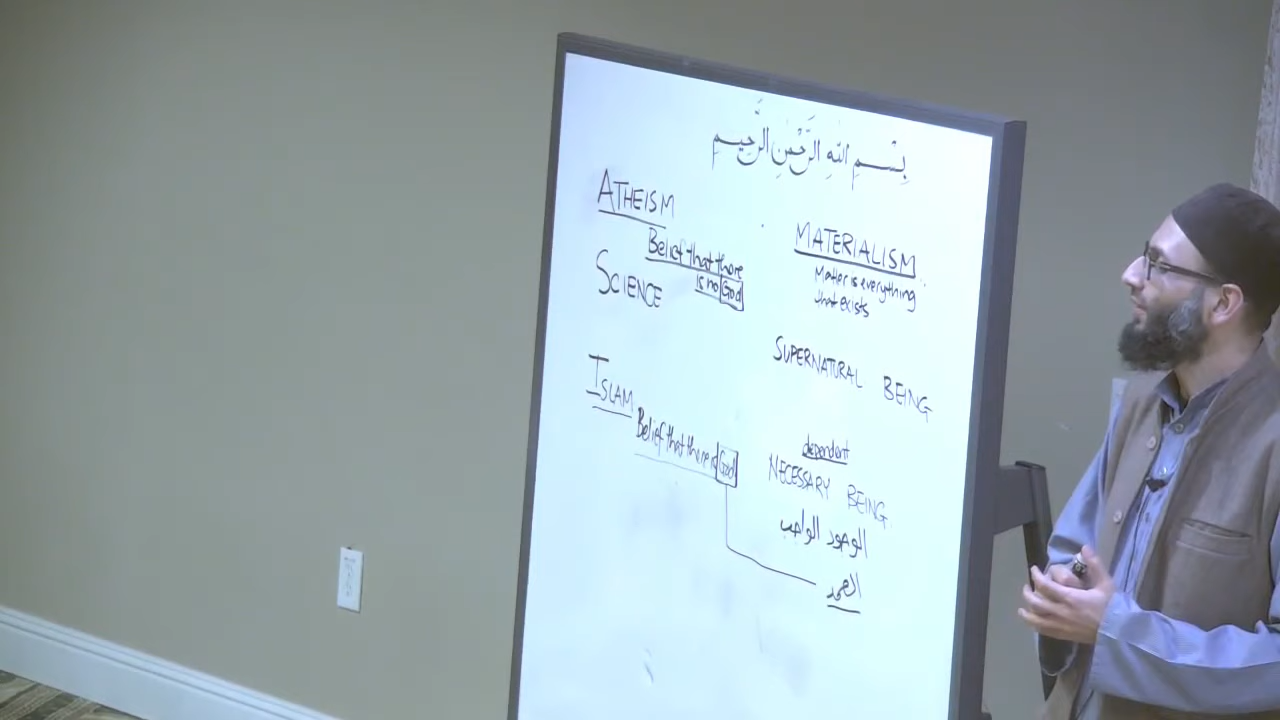 بِسْمِ اللهِ الرَّحْمٰنِ الرَّحِيمِ
ATHEISM
Belief that there
is no God
SCIENCE
ISLAM
Belief that there is God
MATERIALISM
Matter is everything
that exists
SUPERNATURAL BEING
dependent
NECESSARY BEING
الوجود الواجب
الصمد